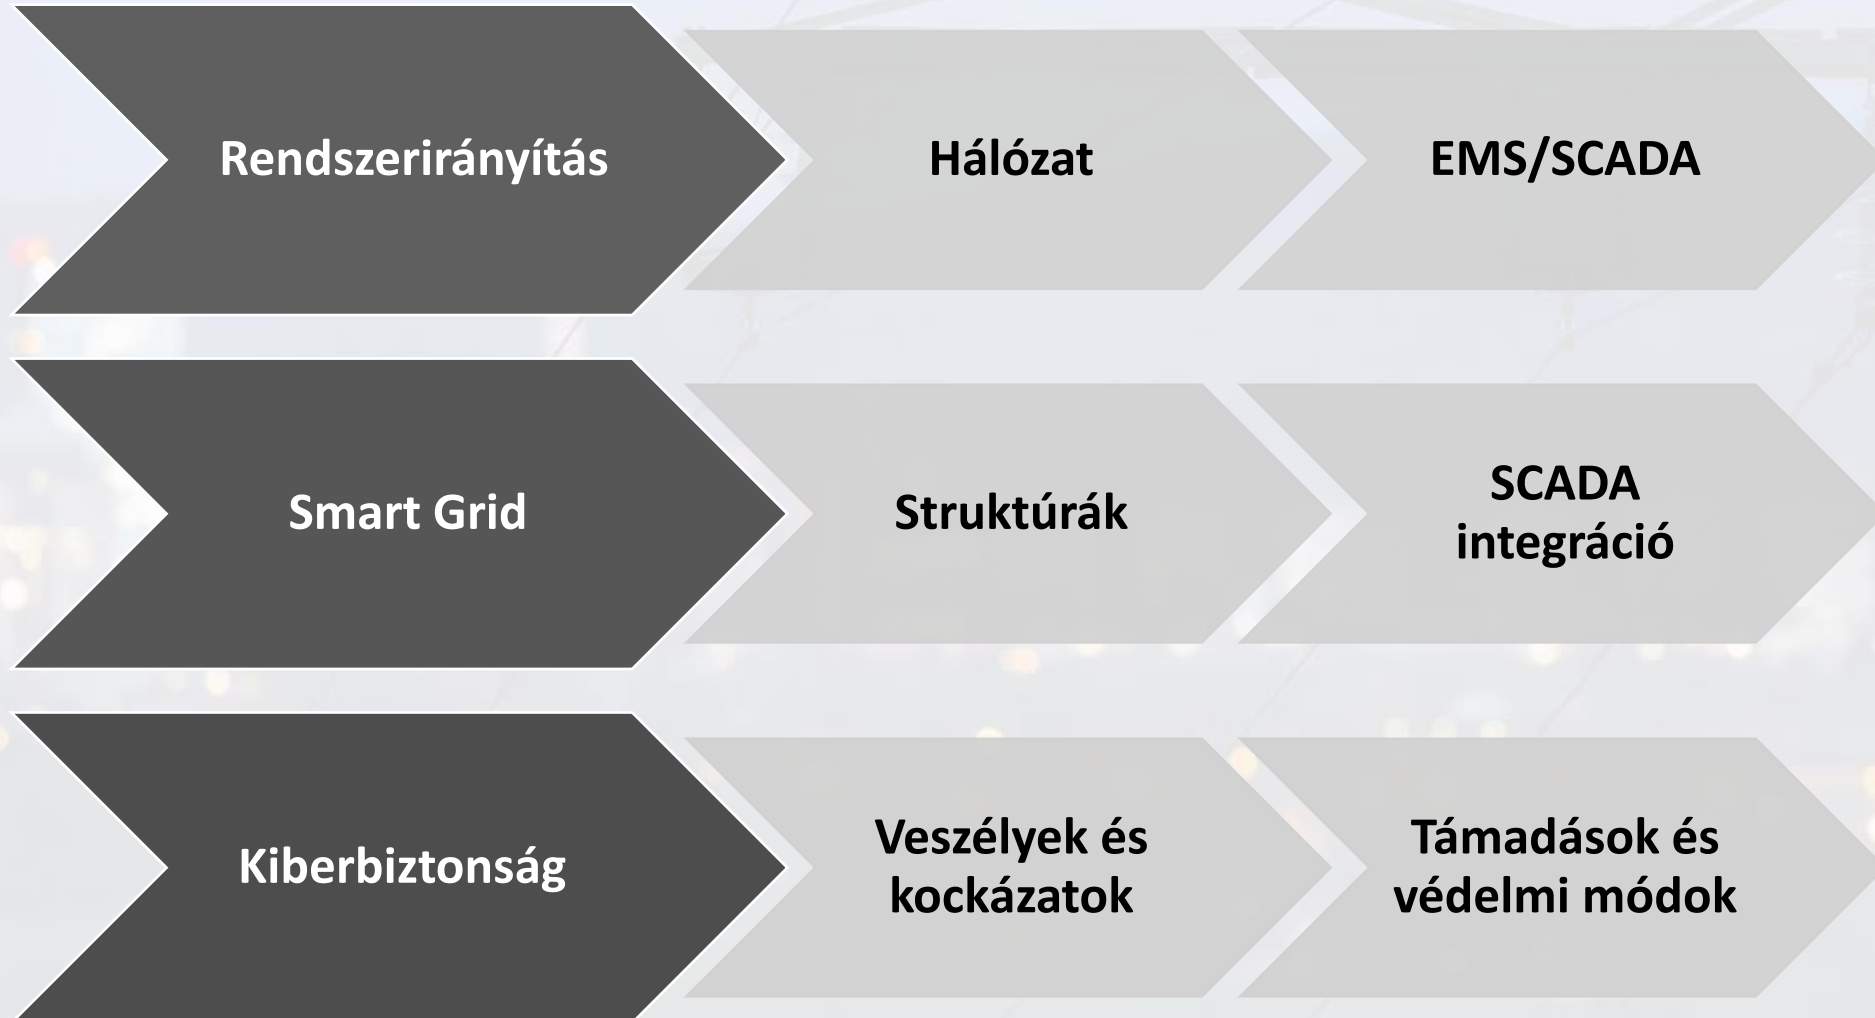 Rendszerirányítás
Hálózat
EMS/SCADA
Smart Grid
Struktúrák
SCADA
integráció
Kiberbiztonság
Veszélyek és
kockázatok
Támadások és
védelmi módok